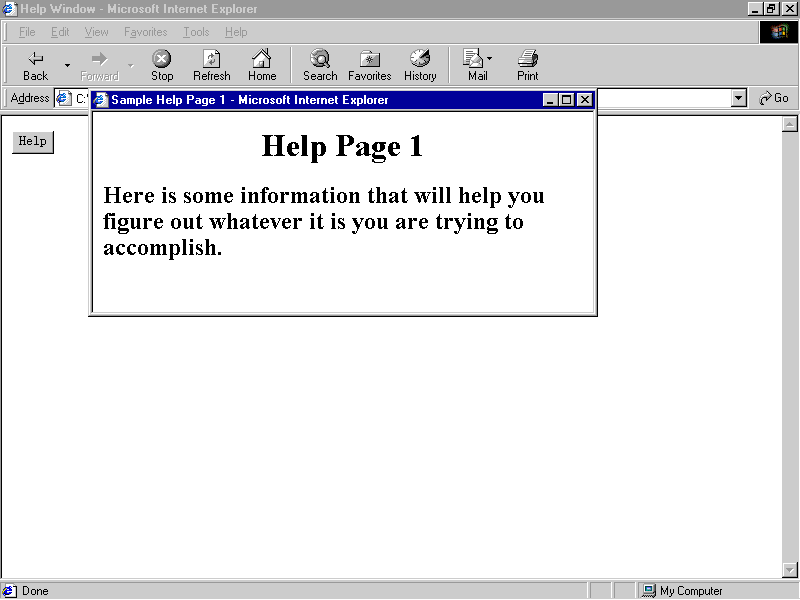 Help Window - Microsoft Internet Explorer
File Edit View Favorites Tools Help
Back Forward Stop Refresh Home Search Favorites History Mail Print
Address C:\ Go
Sample Help Page 1 - Microsoft Internet Explorer
Help
Help Page 1
Here is some information that will help you
figure out whatever it is you are trying to
accomplish.
Done My Computer